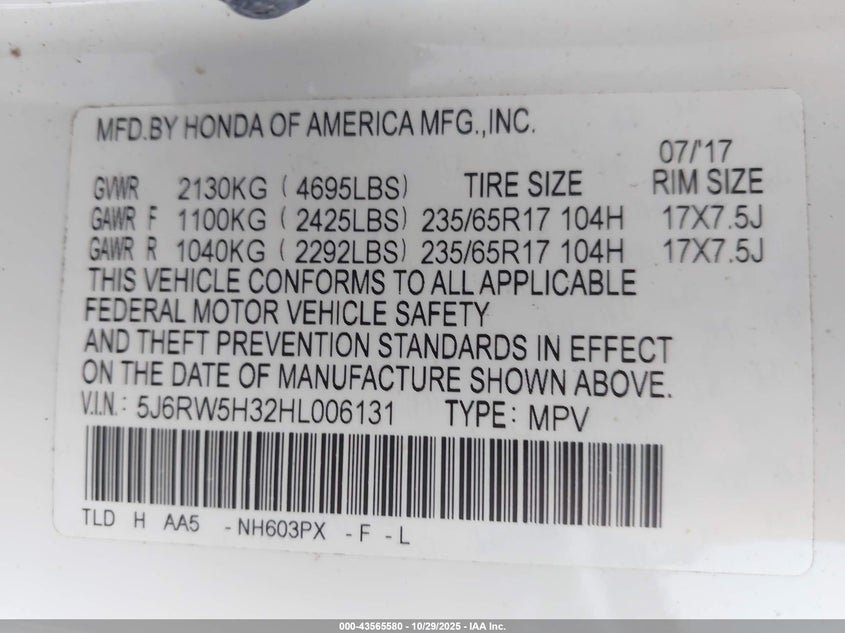 MFD.BY HONDA OF AMERICA MFG.,INC.
07/'17
GVWR 2130KG ( 4695LBS) TIRE SIZE RIM SIZE
GAWR F 1100KG ( 2425LBS) 235/65R17 104H 17X7.5J
GAWR R 1040KG ( 2292LBS) 235/65R17 104H 17X7.5J
THIS VEHICLE CONFORMS TO ALL APPLICABLE
FEDERAL MOTOR VEHICLE SAFETY
AND THEFT PREVENTION STANDARDS IN EFFECT
ON THE DATE OF MANUFACTURE SHOWN ABOVE.
V.I.N.: 5J6RW5H32HL006131 TYPE: MPV
TLD H AA5 -NH603PX -F -L
000-43565580 - 10/29/2025 - IAA Inc.